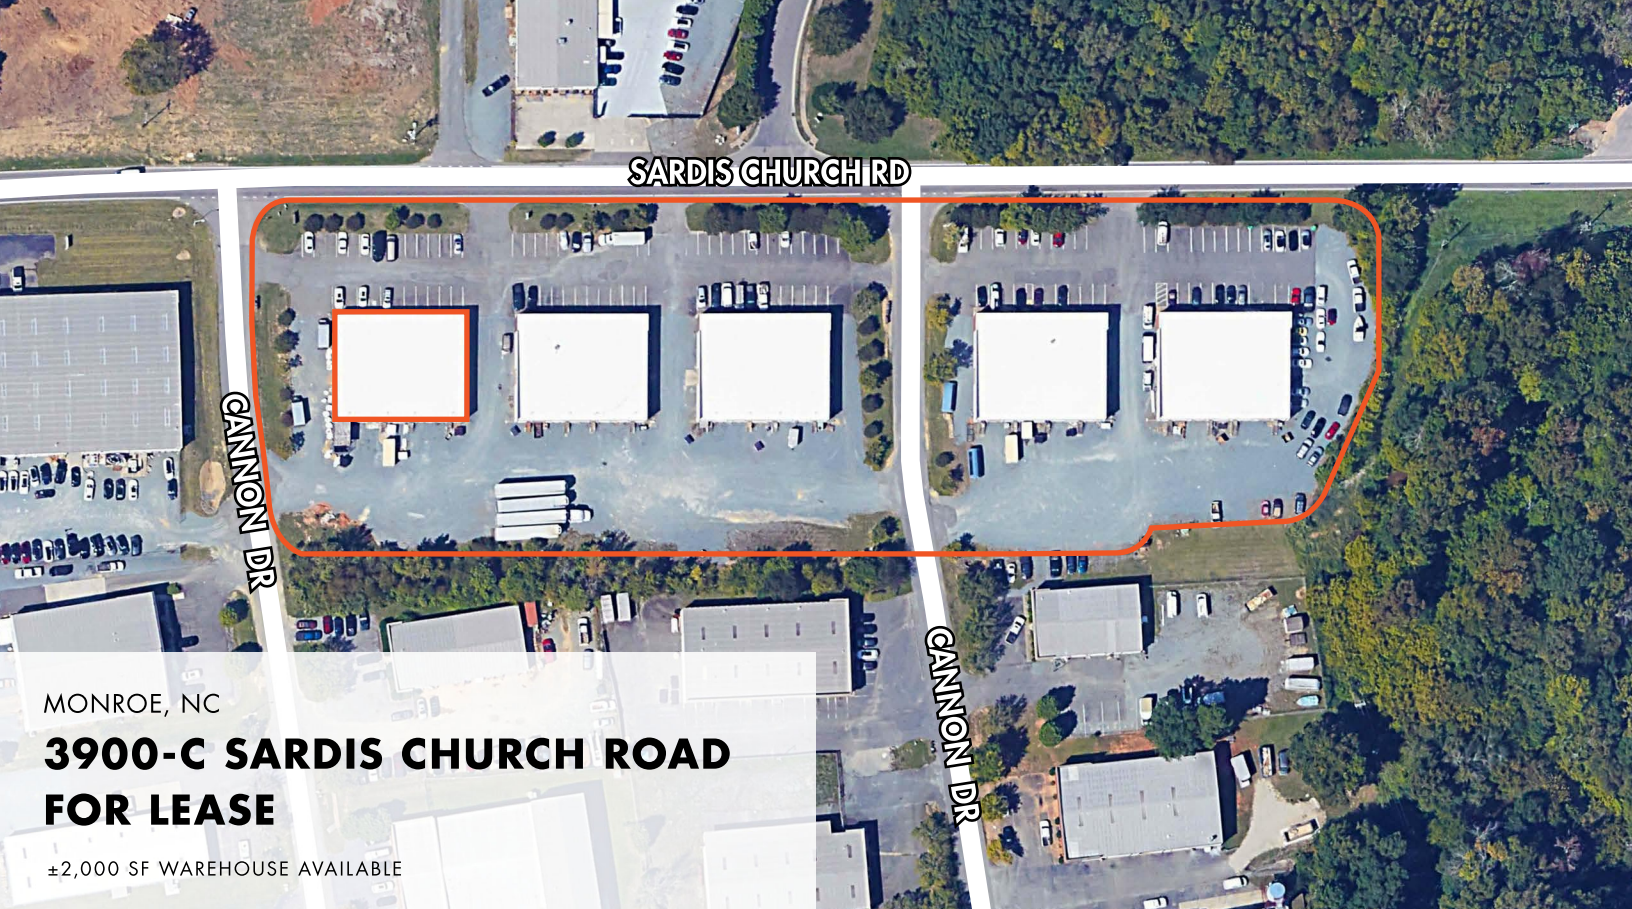 SARDIS CHURCH RD
CANNON DR
CANNON DR
MONROE, NC
3900-C SARDIS CHURCH ROAD
FOR LEASE
±2,000 SF WAREHOUSE AVAILABLE